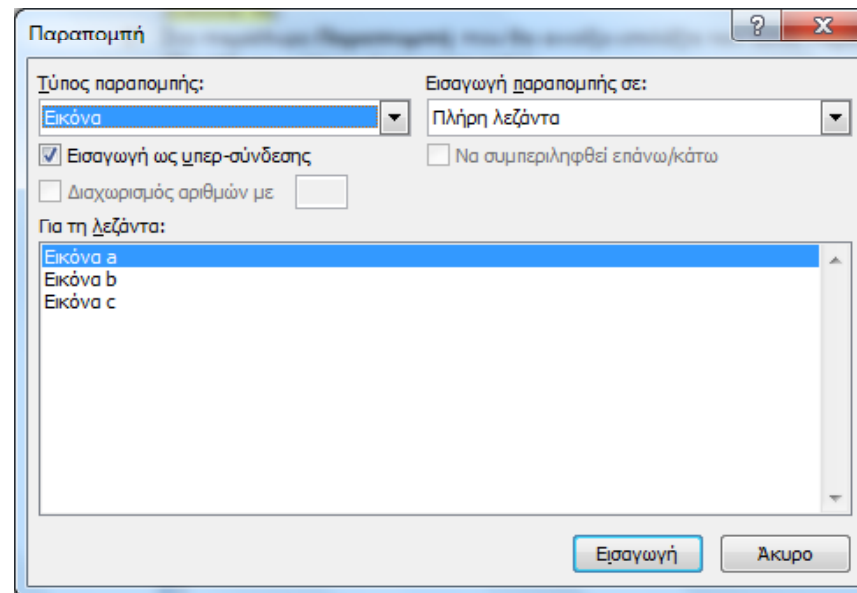 Παραπομπή
Τύπος παραπομπής:
Εισαγωγή παραπομπής σε:
Εικόνα
Πλήρη λεζάντα
Εισαγωγή ως υπερ-σύνδεσης
Να συμπεριληφθεί επάνω/κάτω
Διαχωρισμός αριθμών με
Για τη λεζάντα:
Εικόνα a
Εικόνα b
Εικόνα c
Εισαγωγή
Άκυρο